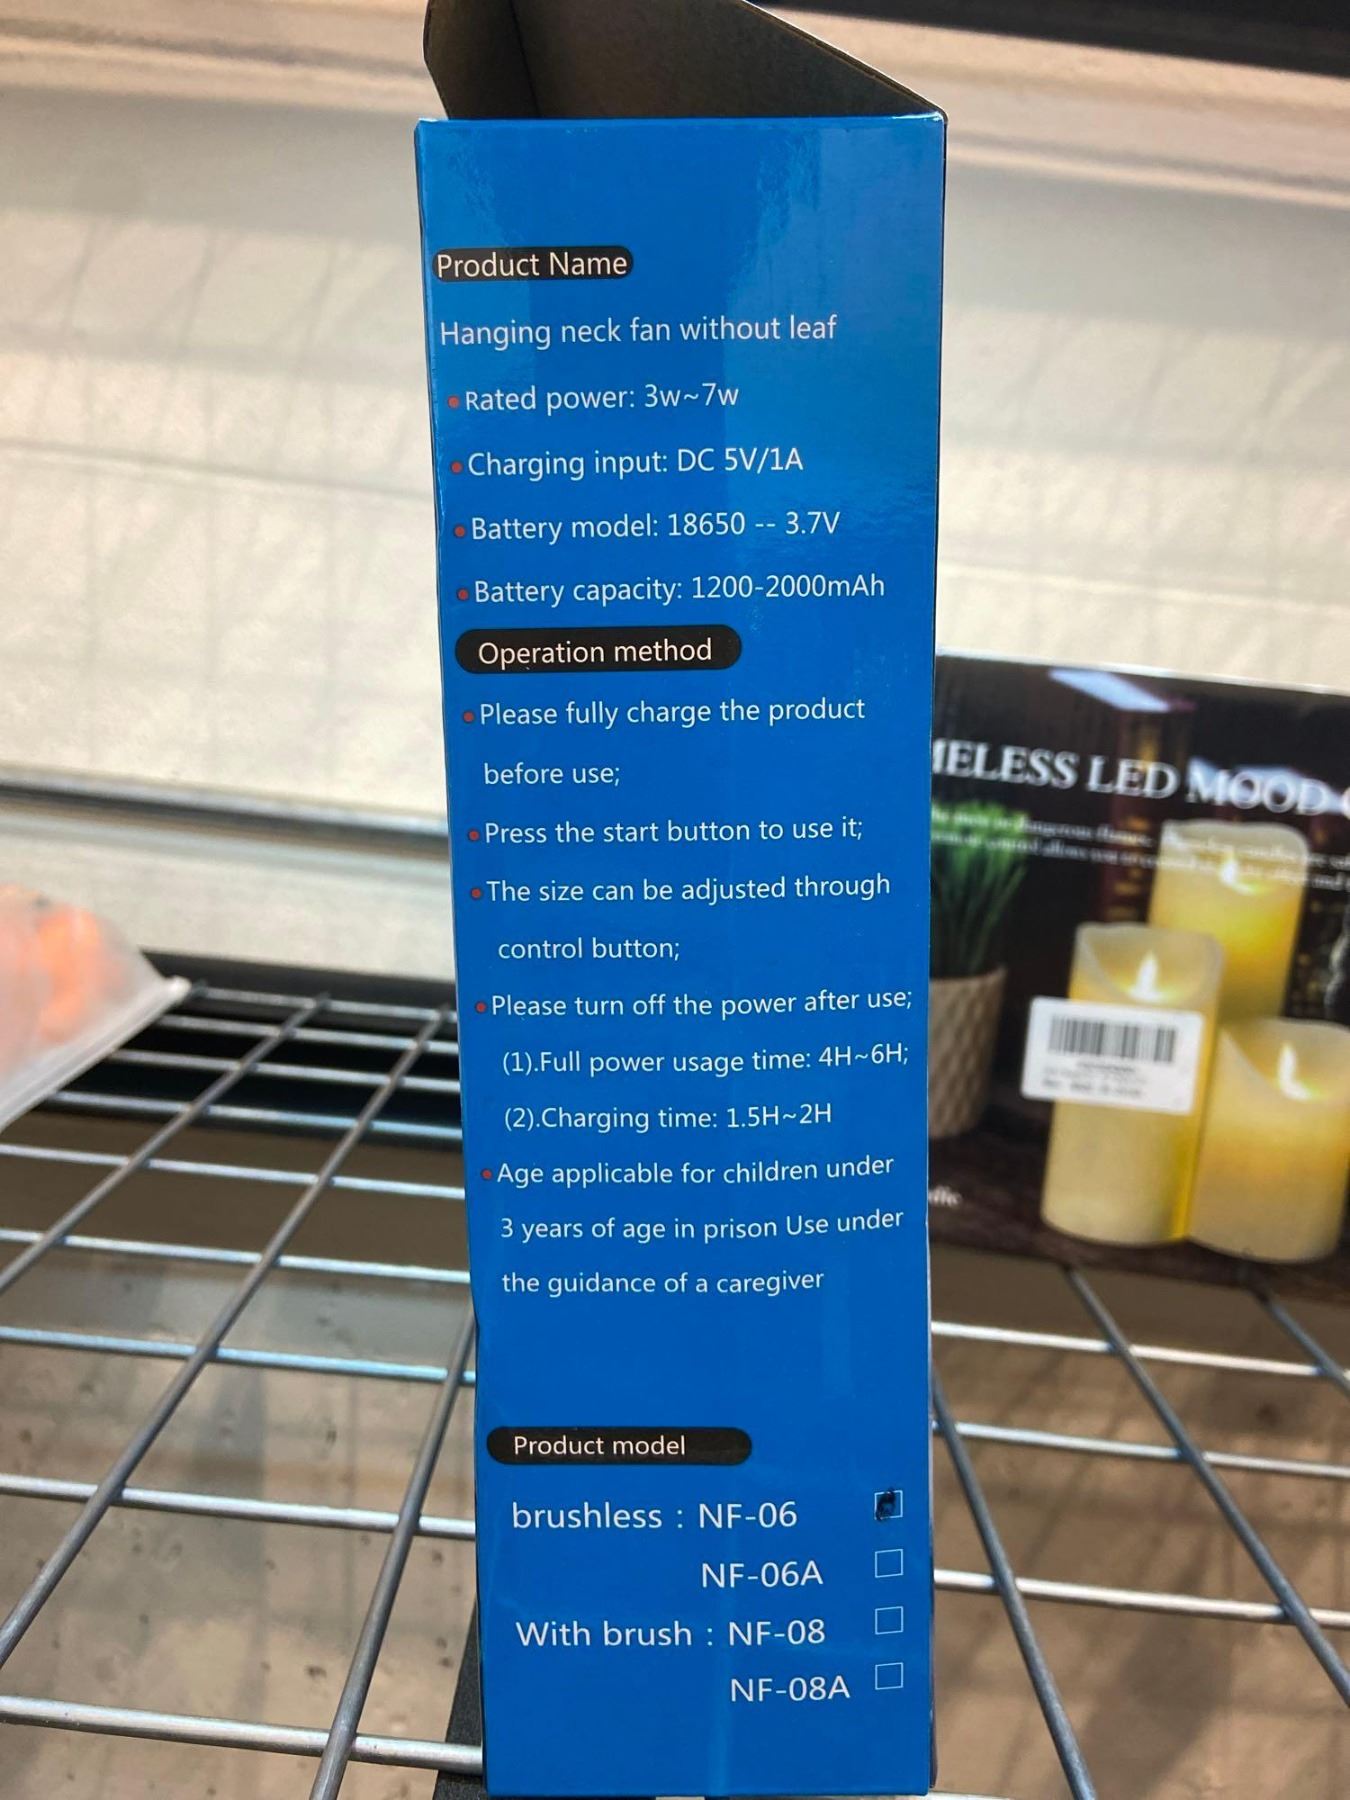 Product Name
Hanging neck fan without leaf
Rated power: 3w~7w
Charging input: DC 5V/1A
Battery model: 18650 -- 3.7V
Battery capacity: 1200-2000mAh
Operation method
Please fully charge the product
before use;
Press the start button to use it;
The size can be adjusted through
control button;
Please turn off the power after use;
(1).Full power usage time: 4H~6H;
(2).Charging time: 1.5H~2H
Age applicable for children under
3 years of age in prison Use under
the guidance of a caregiver
Product model
brushless : NF-06
NF-06A
With brush : NF-08
NF-08A
LED MOOD